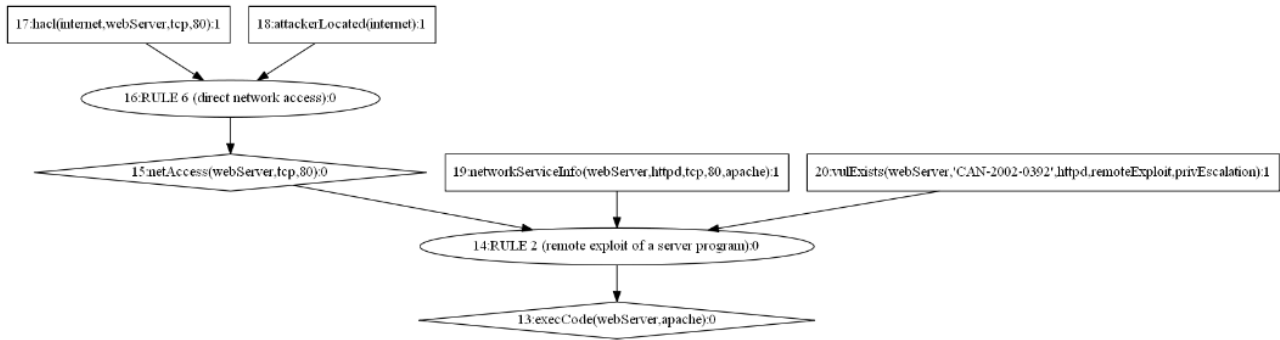 17:hacl(internet,webServer,tcp,80):1
18:attackerLocated(internet):1
16:RULE 6 (direct network access):0
15:netAccess(webServer,tcp,80):0
19:networkServiceInfo(webServer,httpd,tcp,80,apache):1
20:vulExists(webServer,'CAN-2002-0392',httpd,remoteExploit,privEscalation):1
14:RULE 2 (remote exploit of a server program):0
13:execCode(webServer,apache):0